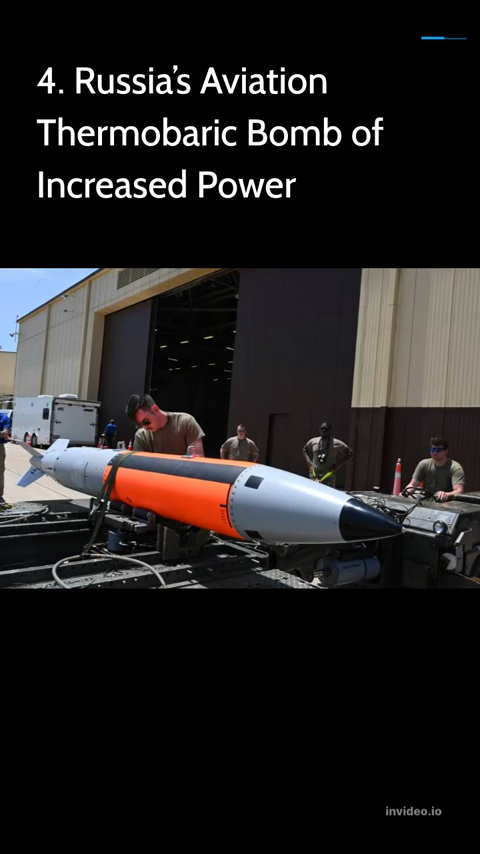 4. Russia’s Aviation
Thermobaric Bomb of
Increased Power
invideo.io